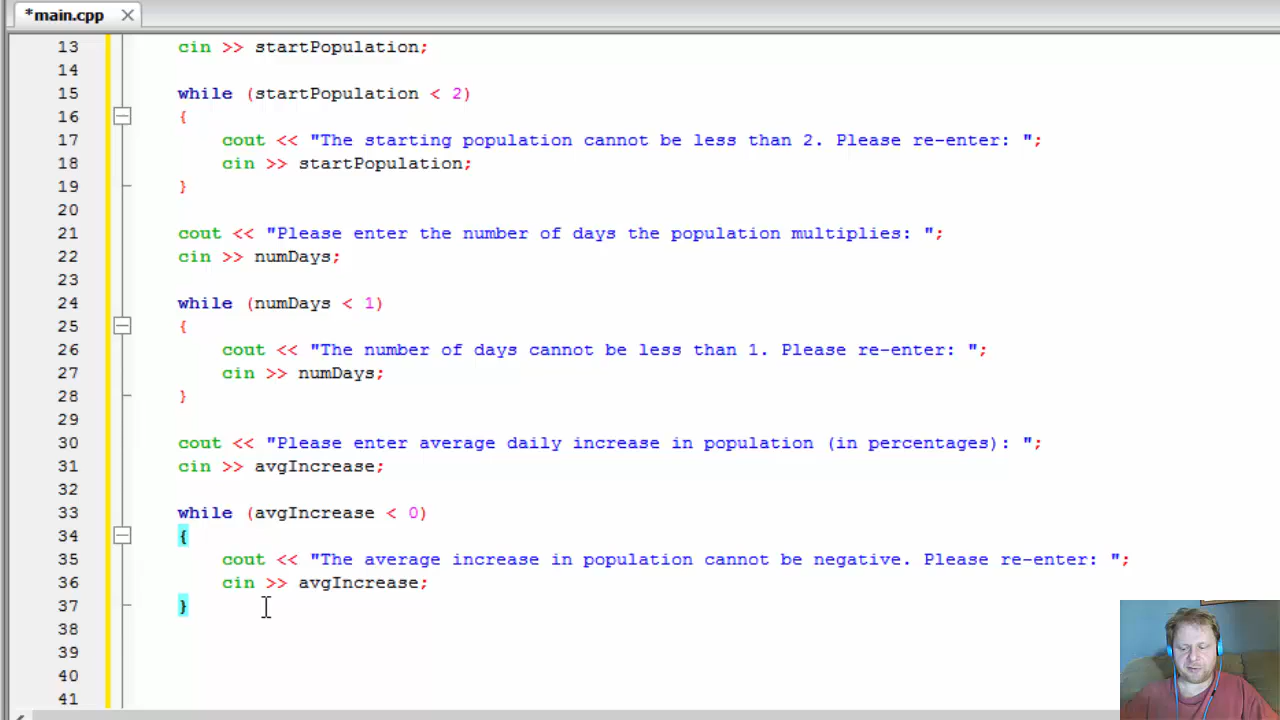 *main.cpp
13 cin >> startPopulation;
14
15 while (startPopulation < 2)
16 {
17 cout << "The starting population cannot be less than 2. Please re-enter: ";
18 cin >> startPopulation;
19 }
20
21 cout << "Please enter the number of days the population multiplies: ";
22 cin >> numDays;
23
24 while (numDays < 1)
25 {
26 cout << "The number of days cannot be less than 1. Please re-enter: ";
27 cin >> numDays;
28 }
29
30 cout << "Please enter average daily increase in population (in percentages): ";
31 cin >> avgIncrease;
32
33 while (avgIncrease < 0)
34 {
35 cout << "The average increase in population cannot be negative. Please re-enter: ";
36 cin >> avgIncrease;
37 }
38
39
40
41